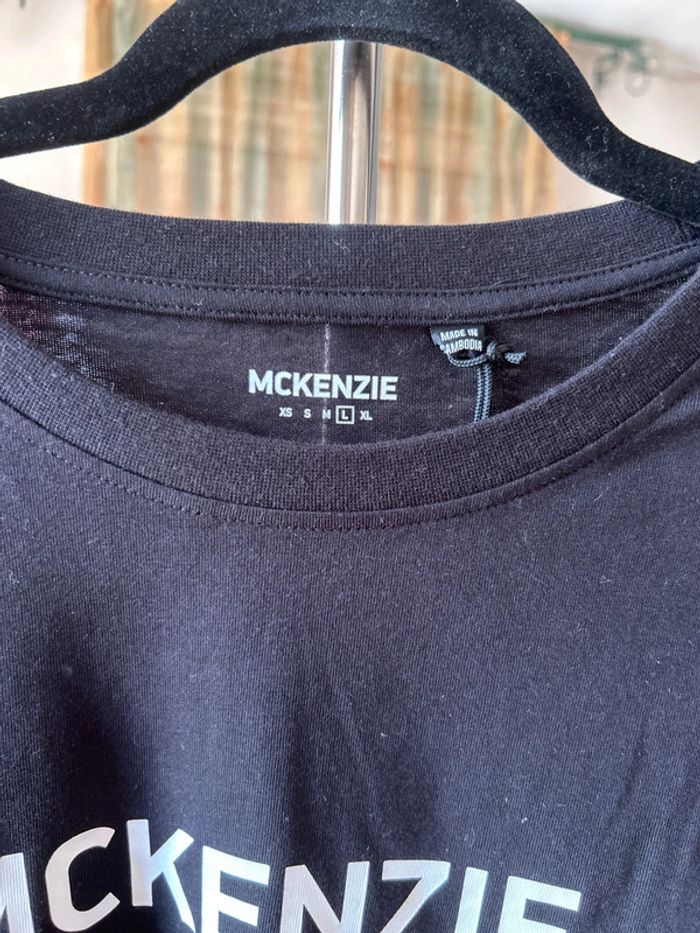 MADE IN
CAMBODIA
MCKENZIE
XS S M L XL
MCKENZIE